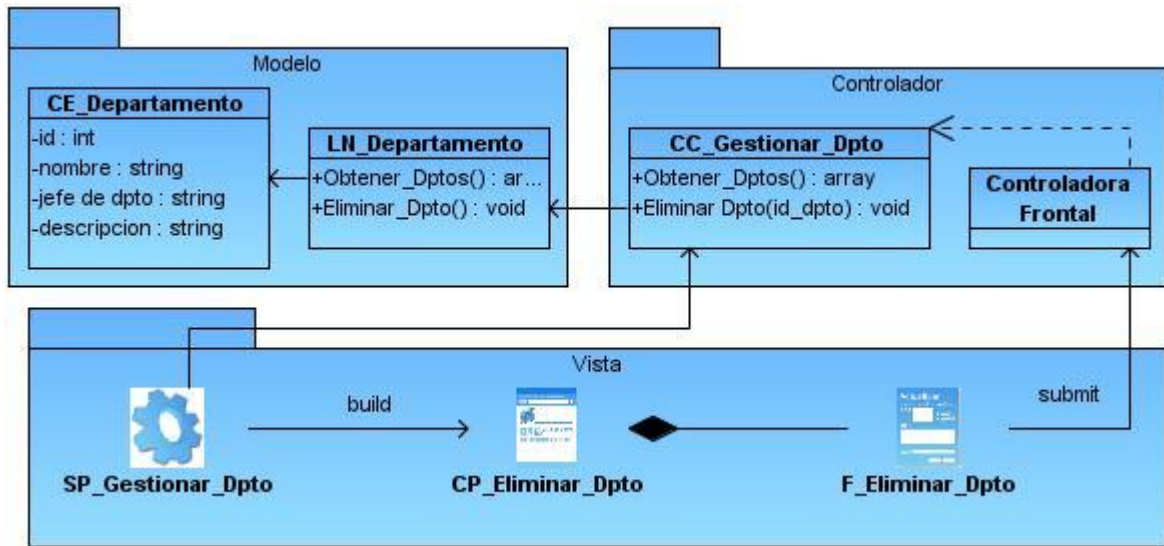 Modelo
CE_Departamento
-id : int
-nombre : string
-jefe de dpto : string
-descripcion : string
LN_Departamento
+Obtener_Dptos() : ar...
+Eliminar_Dpto() : void
Controlador
CC_Gestionar_Dpto
+Obtener_Dptos() : array
+Eliminar Dpto(id_dpto) : void
Controladora
Frontal
Vista
build
submit
SP_Gestionar_Dpto
CP_Eliminar_Dpto
F_Eliminar_Dpto